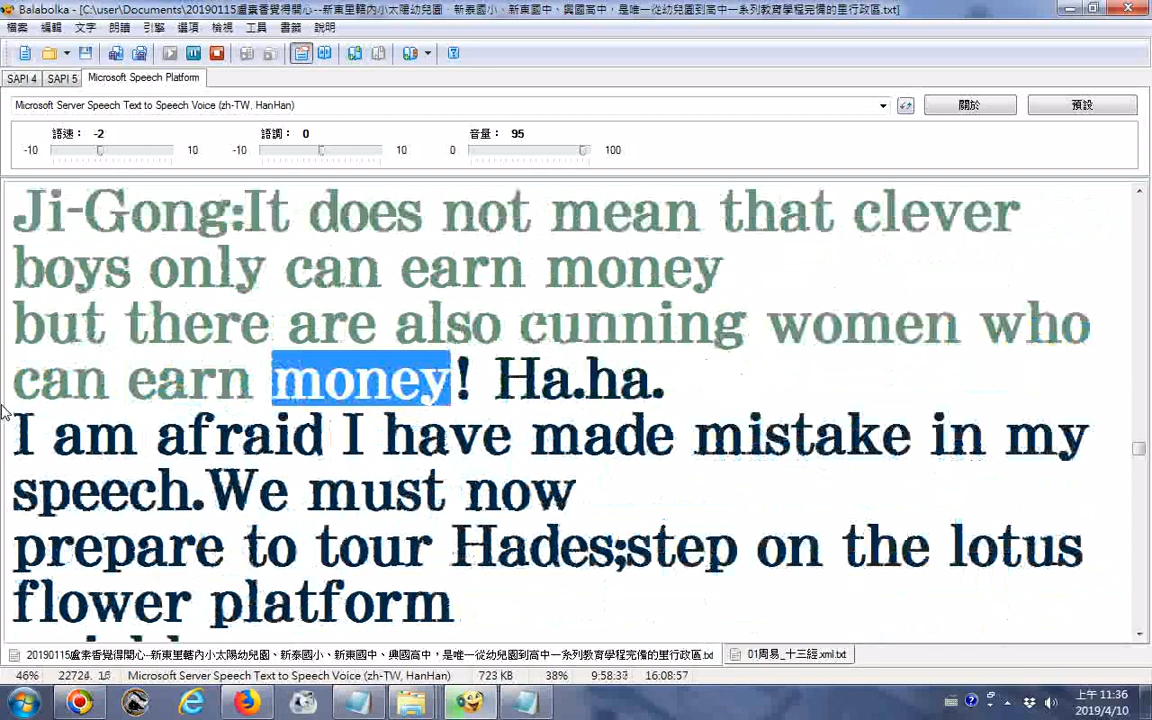 Balabolka - [C:\user\Documents\20190115盧素香覺得開心--新東里轄內小太陽幼兒園、新泰國小、新東國中、興國高中，是唯一從幼兒園到高中一系列教育學程完備的里行政區.txt]
檔案 編輯 文字 朗讀 引擎 選項 檢視 工具 書籤 說明
SAPI 4 SAPI 5 Microsoft Speech Platform
Microsoft Server Speech Text to Speech Voice (zh-TW, HanHan) 關於 預設
語速： -2 語調： 0 音量： 95
-10 10 -10 10 0 100
Ji-Gong:It does not mean that clever
boys only can earn money
but there are also cunning women who
can earn money! Ha.ha.
I am afraid I have made mistake in my
speech.We must now
prepare to tour Hades;step on the lotus
flower platform
20190115盧素香覺得開心--新東里轄內小太陽幼兒園、新泰國小、新東國中、興國高中，是唯一從幼兒園到高中一系列教育學程完備的里行政區.txt 01周易_十三經.xml.txt
46% 22724, 16 Microsoft Server Speech Text to Speech Voice (zh-TW, HanHan) 723 KB 38% 9:58:33 16:08:57
上午 11:36
2019/4/10